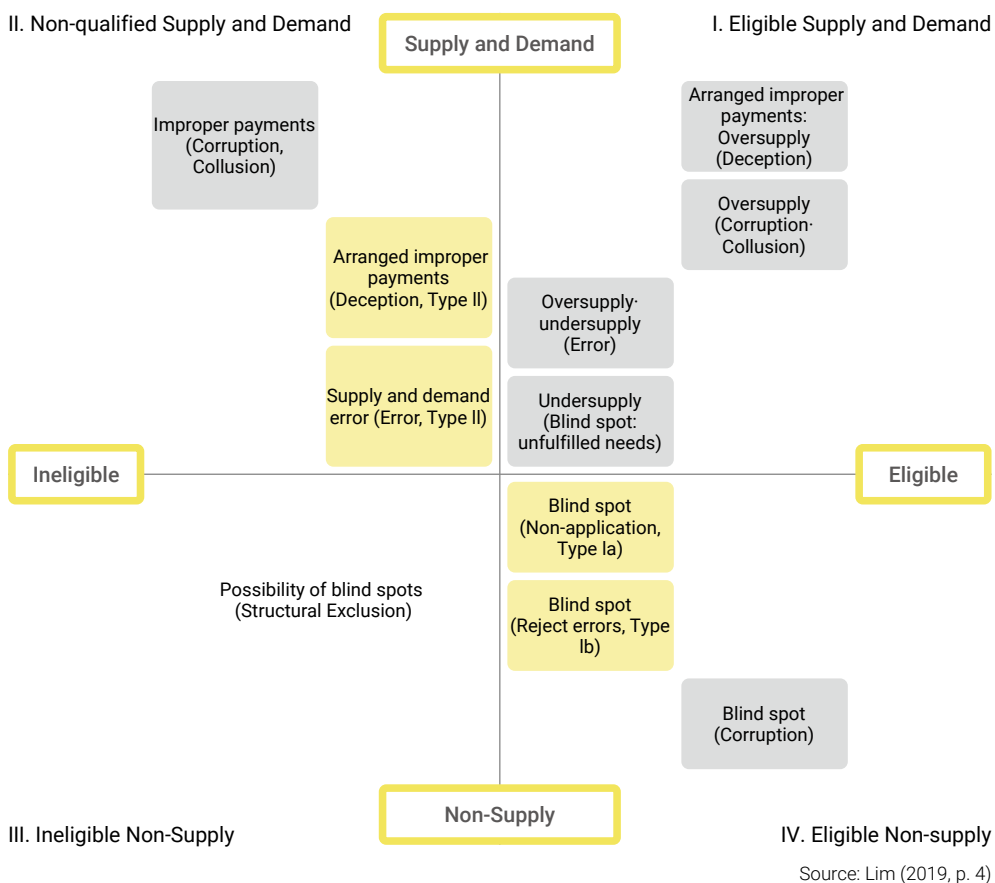 II. Non-qualified Supply and Demand
Supply and Demand
I. Eligible Supply and Demand
Improper payments
(Corruption,
Collusion)
Arranged improper
payments:
Oversupply
(Deception)
Oversupply
(Corruption·
Collusion)
Arranged improper
payments
(Deception, Type II)
Oversupply·
undersupply
(Error)
Supply and demand
error (Error, Type II)
Undersupply
(Blind spot:
unfulfilled needs)
Ineligible
Eligible
Blind spot
(Non-application,
Type Ia)
Possibility of blind spots
(Structural Exclusion)
Blind spot
(Reject errors, Type
Ib)
Blind spot
(Corruption)
Non-Supply
III. Ineligible Non-Supply
IV. Eligible Non-supply
Source: Lim (2019, p. 4)